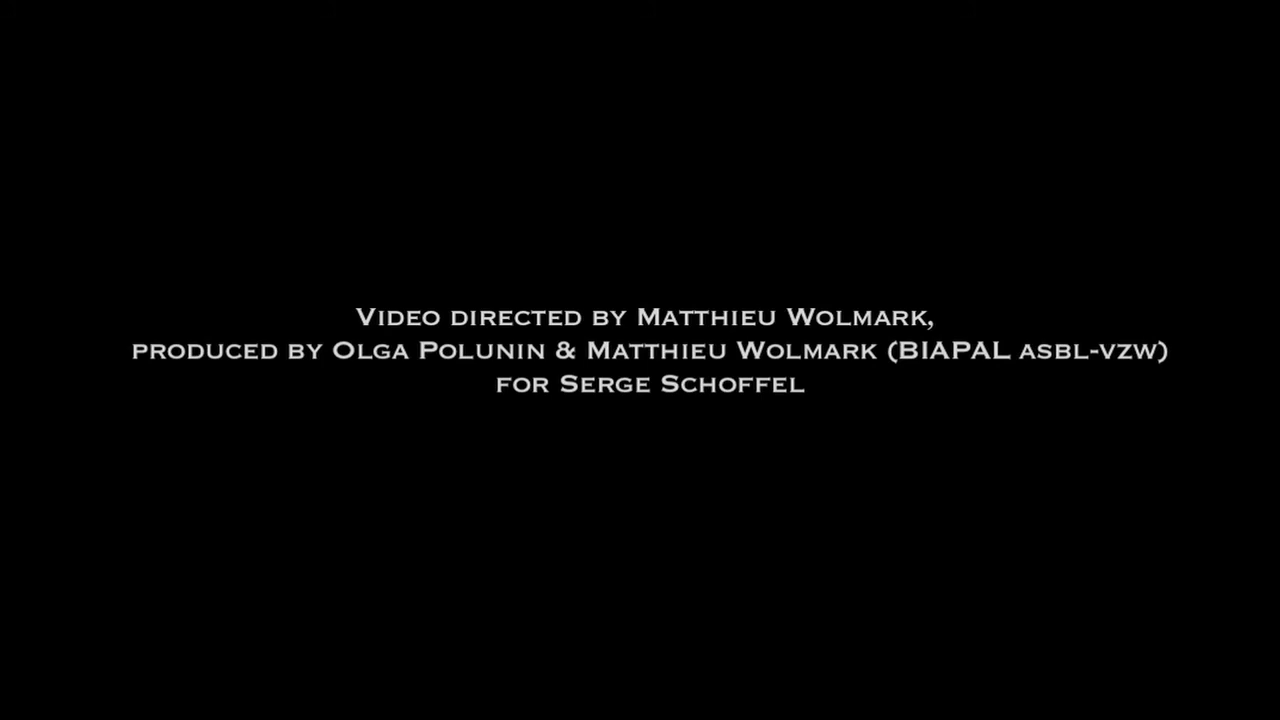 Video directed by Matthieu Wolmark,
produced by Olga Polunin & Matthieu Wolmark (BIAPAL asbl-vzw)
for Serge Schoffel